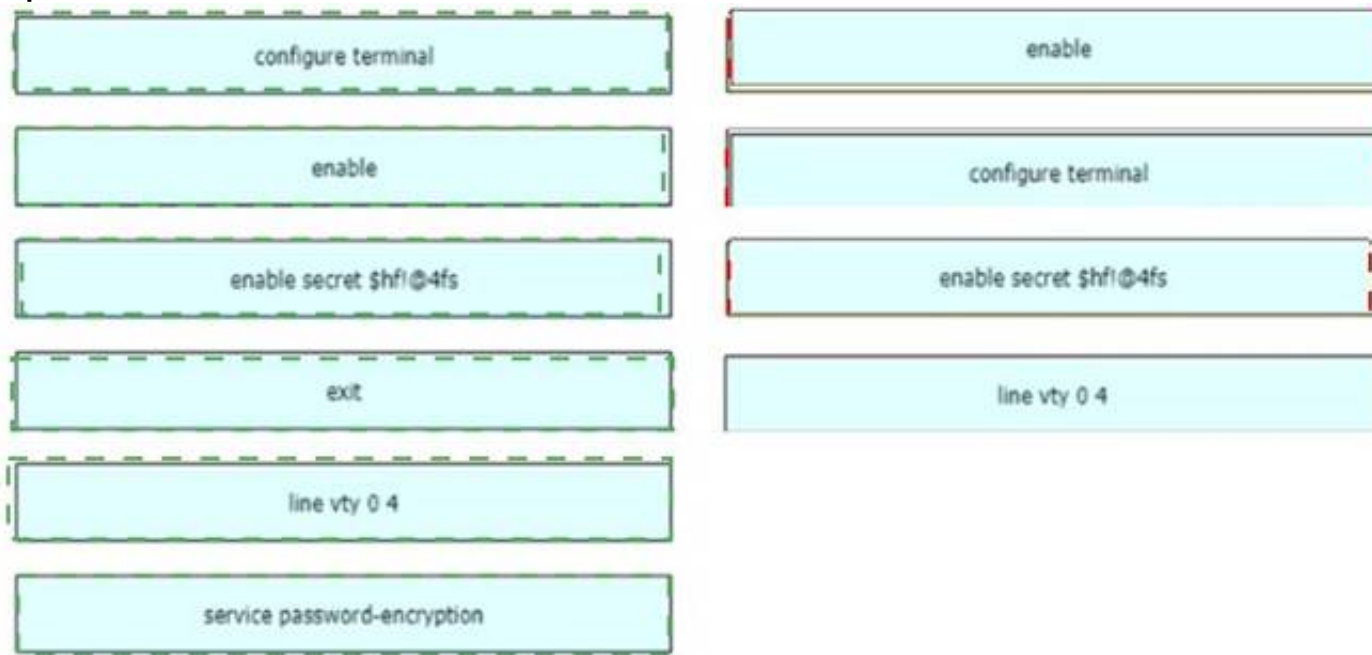 configure terminal
enable
enable secret $hf!@4fs
exit
line vty 0 4
service password-encryption
enable
configure terminal
enable secret $hf!@4fs
line vty 0 4